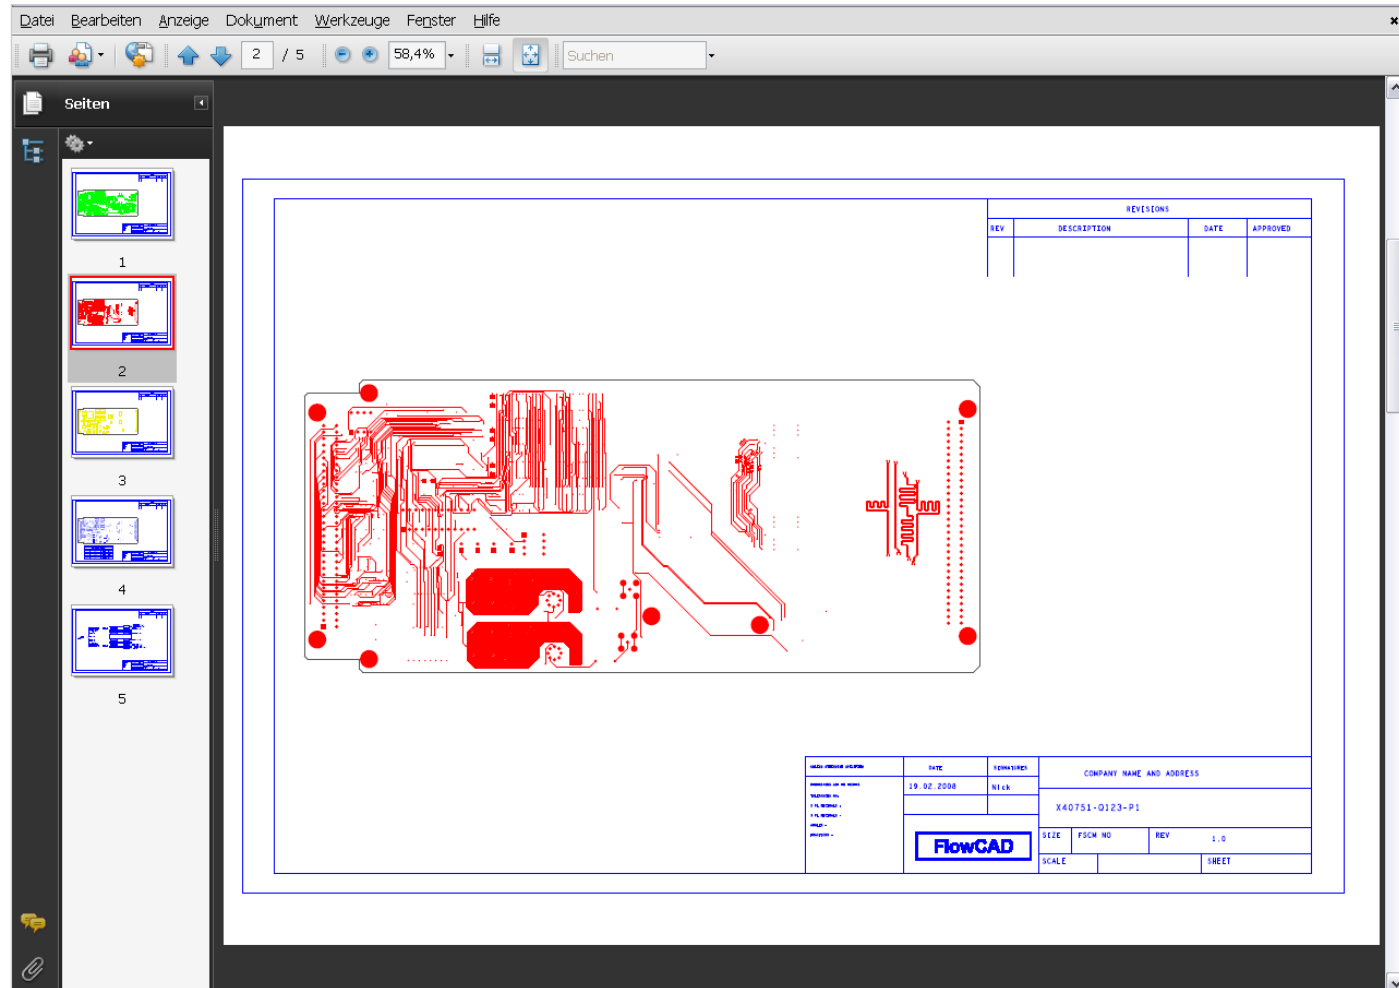 Datei Bearbeiten Anzeige Dokument Werkzeuge Fenster Hilfe
2 / 5 58,4% Suchen
Seiten
1
2
3
4
5
REVISIONS
REV DESCRIPTION DATE APPROVED
DATE SIGNATURES COMPANY NAME AND ADDRESS
19.02.2008 Nick
X40751-Q123-P1
FlowCAD
SIZE FSCM NO REV 1.0
SCALE SHEET